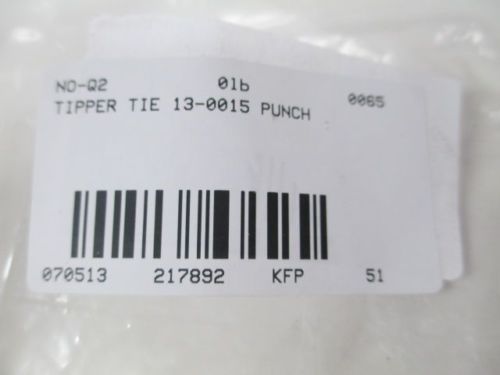 NO-Q2 01b 0065
TIPPER TIE 13-0015 PUNCH
070513 217892 KFP 51